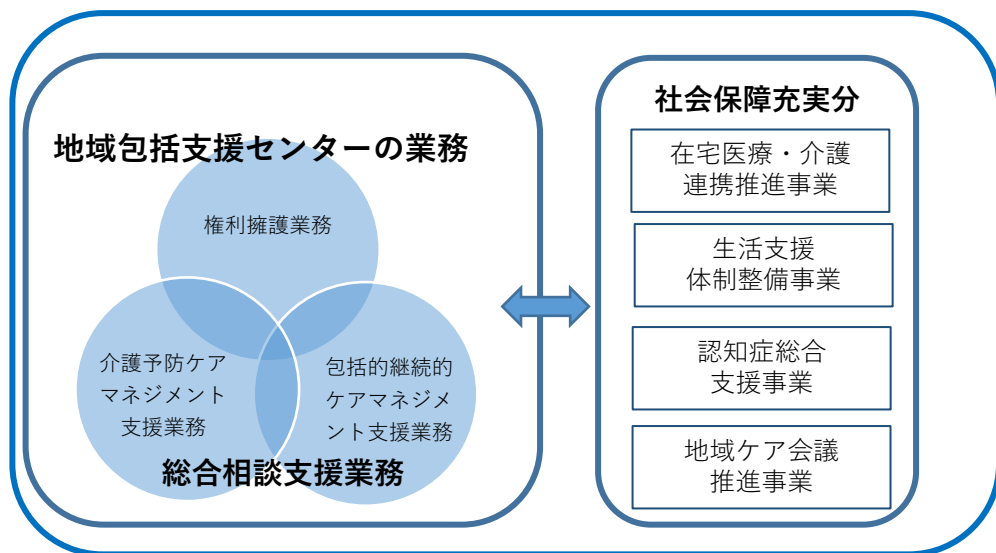 地域包括支援センターの業務
権利擁護業務
介護予防ケア
マネジメント
支援業務
包括的継続的
ケアマネジメ
ント支援業務
総合相談支援業務
社会保障充実分
在宅医療・介護
連携推進事業
生活支援
体制整備事業
認知症総合
支援事業
地域ケア会議
推進事業